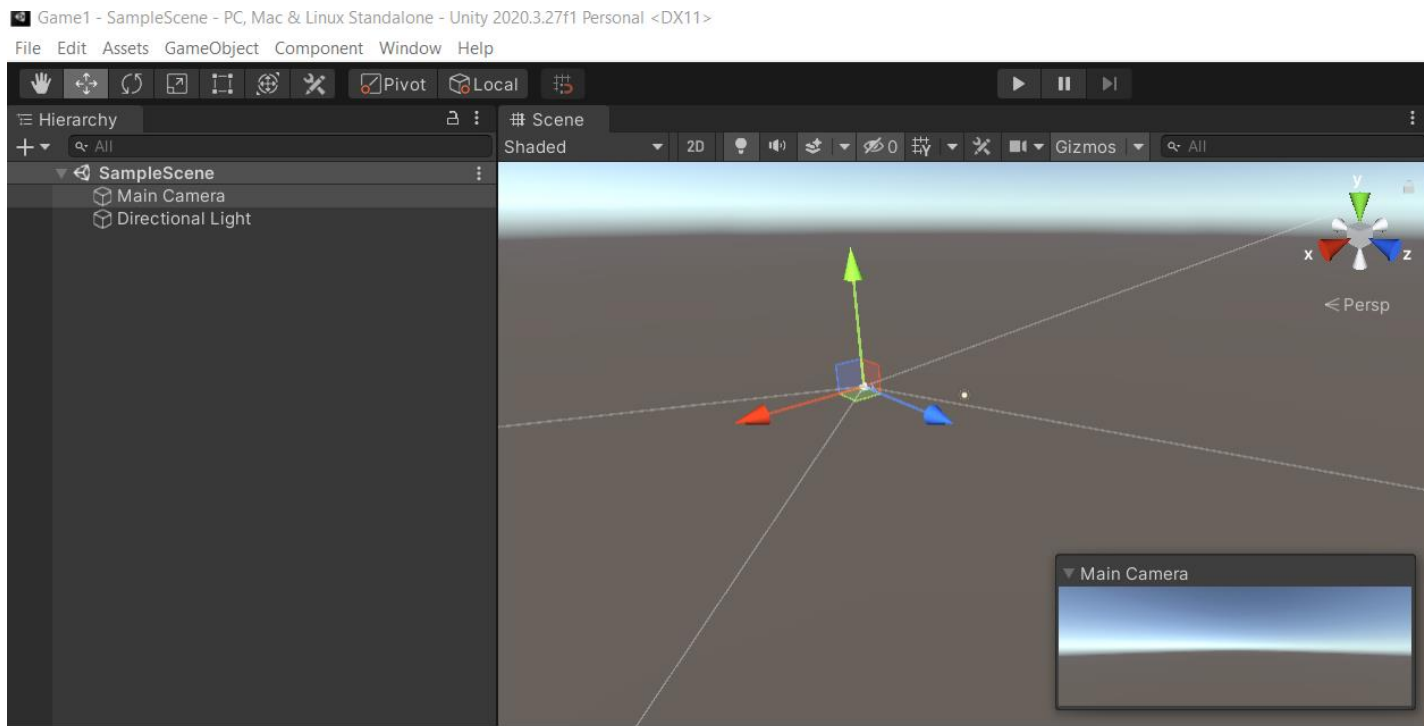 Game1 - SampleScene - PC, Mac & Linux Standalone - Unity 2020.3.27f1 Personal <DX11>
File Edit Assets GameObject Component Window Help
Pivot Local
Hierarchy
Scene
All
Shaded 2D 0 Gizmos All
SampleScene
Main Camera
Directional Light
y
x z
Persp
Main Camera